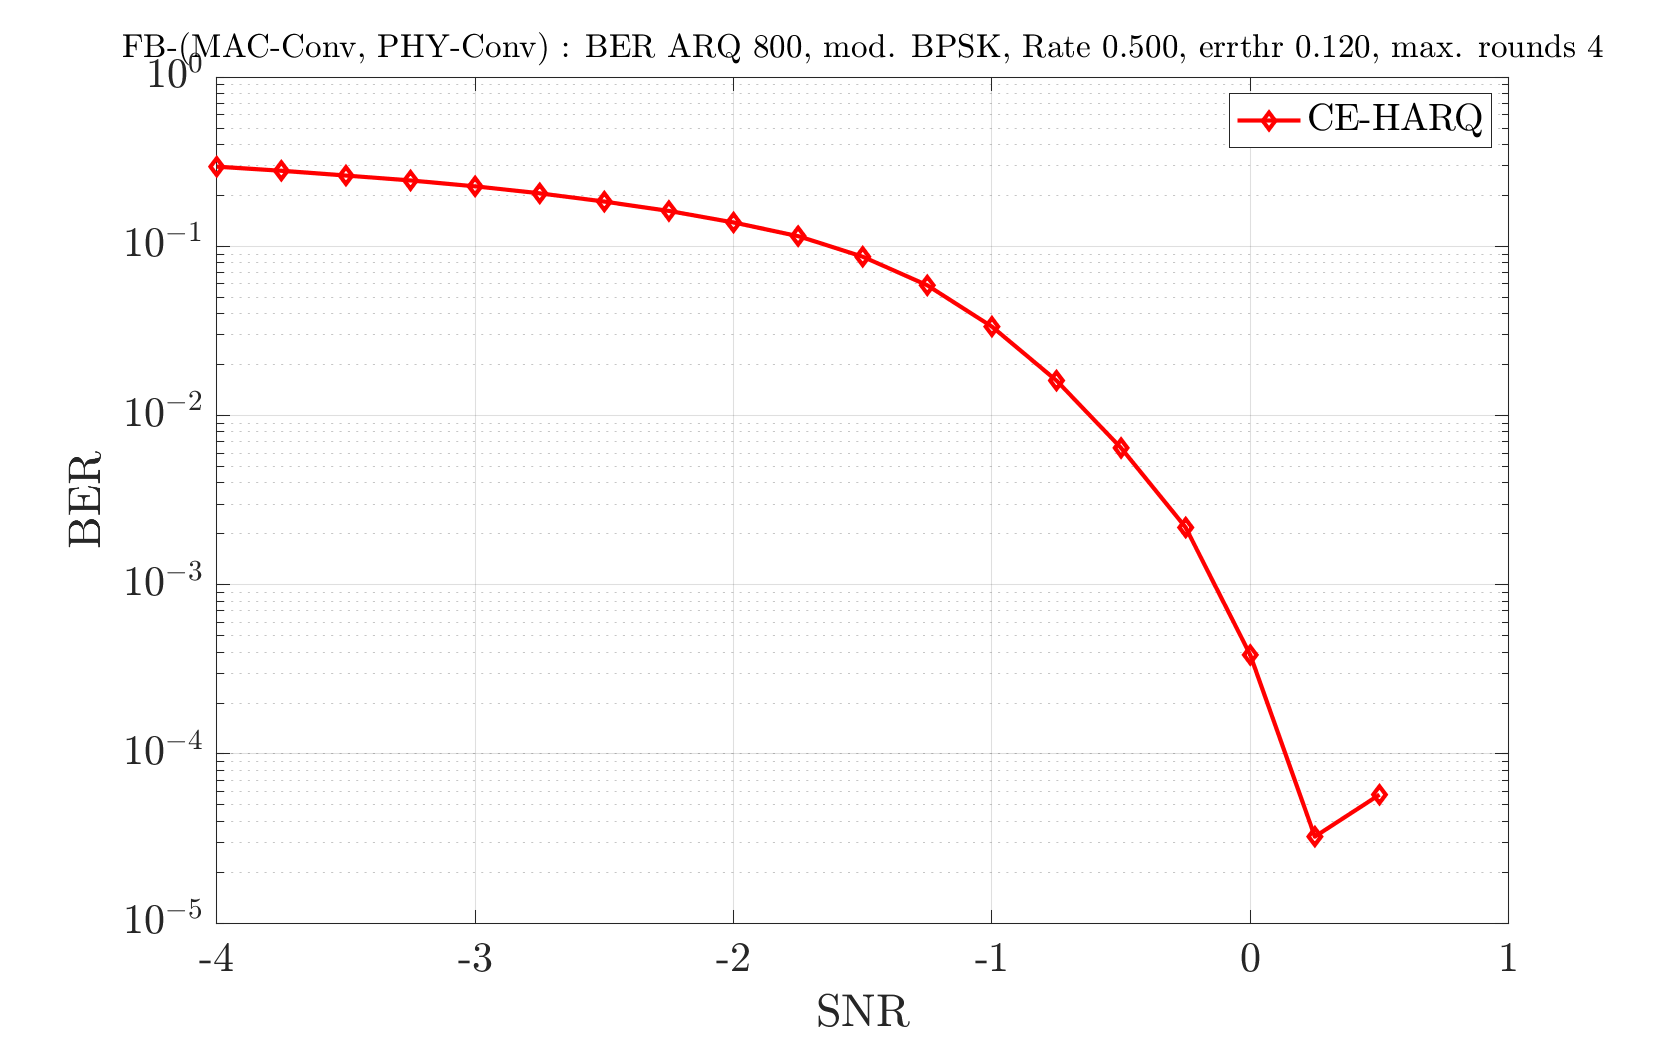 FB-(MAC-Conv, PHY-Conv) : BER ARQ 800, mod. BPSK, Rate 0.500, errthr 0.120, max. rounds 4
CE-HARQ
10^0
10^−1
10^−2
10^−3
10^−4
10^−5
BER
-4 -3 -2 -1 0 1
SNR